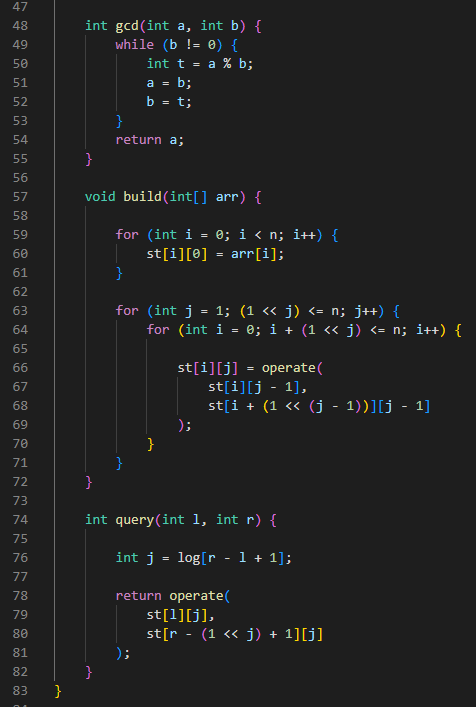 47
48 int gcd(int a, int b) {
49 while (b != 0) {
50 int t = a % b;
51 a = b;
52 b = t;
53 }
54 return a;
55 }
56
57 void build(int[] arr) {
58
59 for (int i = 0; i < n; i++) {
60 st[i][0] = arr[i];
61 }
62
63 for (int j = 1; (1 << j) <= n; j++) {
64 for (int i = 0; i + (1 << j) <= n; i++) {
65
66 st[i][j] = operate(
67 st[i][j - 1],
68 st[i + (1 << (j - 1))][j - 1]
69 );
70 }
71 }
72 }
73
74 int query(int l, int r) {
75
76 int j = log[r - l + 1];
77
78 return operate(
79 st[l][j],
80 st[r - (1 << j) + 1][j]
81 );
82 }
83 }